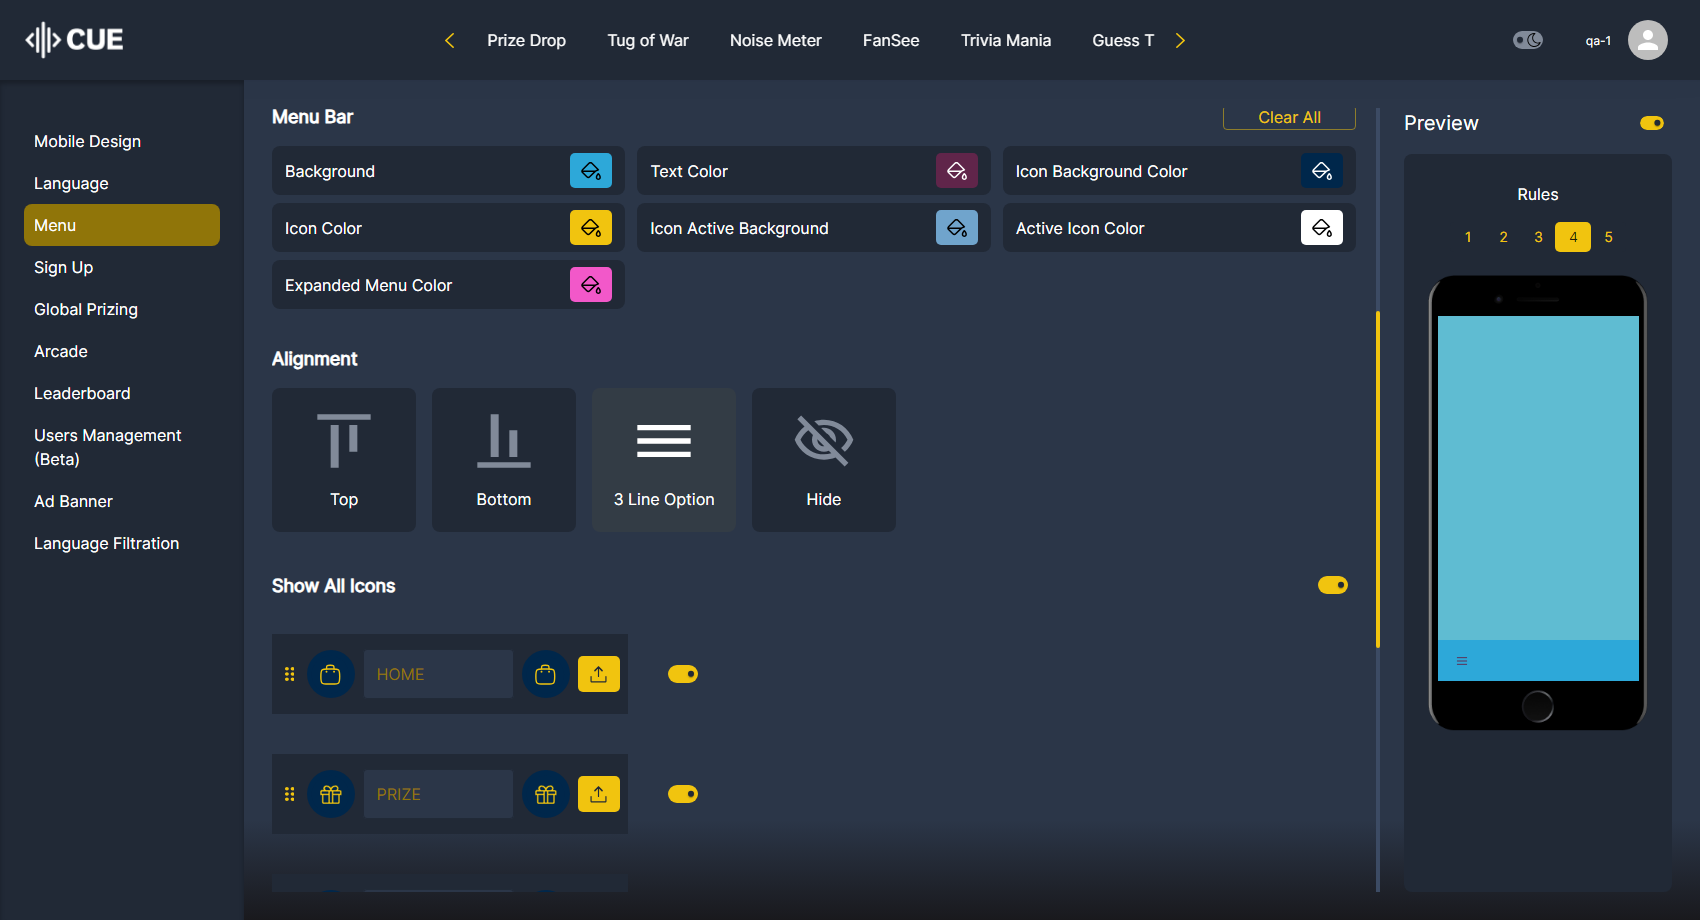 CUE
Prize Drop
Tug of War
Noise Meter
FanSee
Trivia Mania
Guess T
qa-1
Mobile Design
Language
Menu
Sign Up
Global Prizing
Arcade
Leaderboard
Users Management
(Beta)
Ad Banner
Language Filtration
Menu Bar
Clear All
Background
Text Color
Icon Background Color
Icon Color
Icon Active Background
Active Icon Color
Expanded Menu Color
Alignment
Top
Bottom
3 Line Option
Hide
Show All Icons
HOME
PRIZE
Preview
Rules
1 2 3 4 5